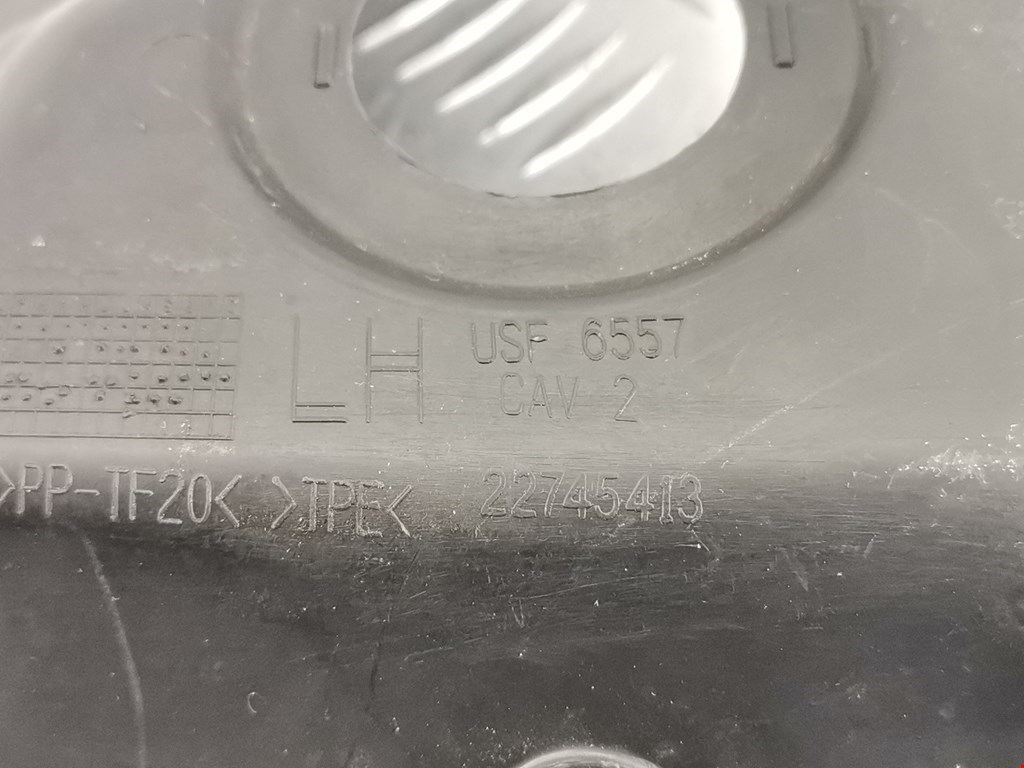 LH
USF 6557
CAV 2
>PP-TF20< >TPE< 22745413